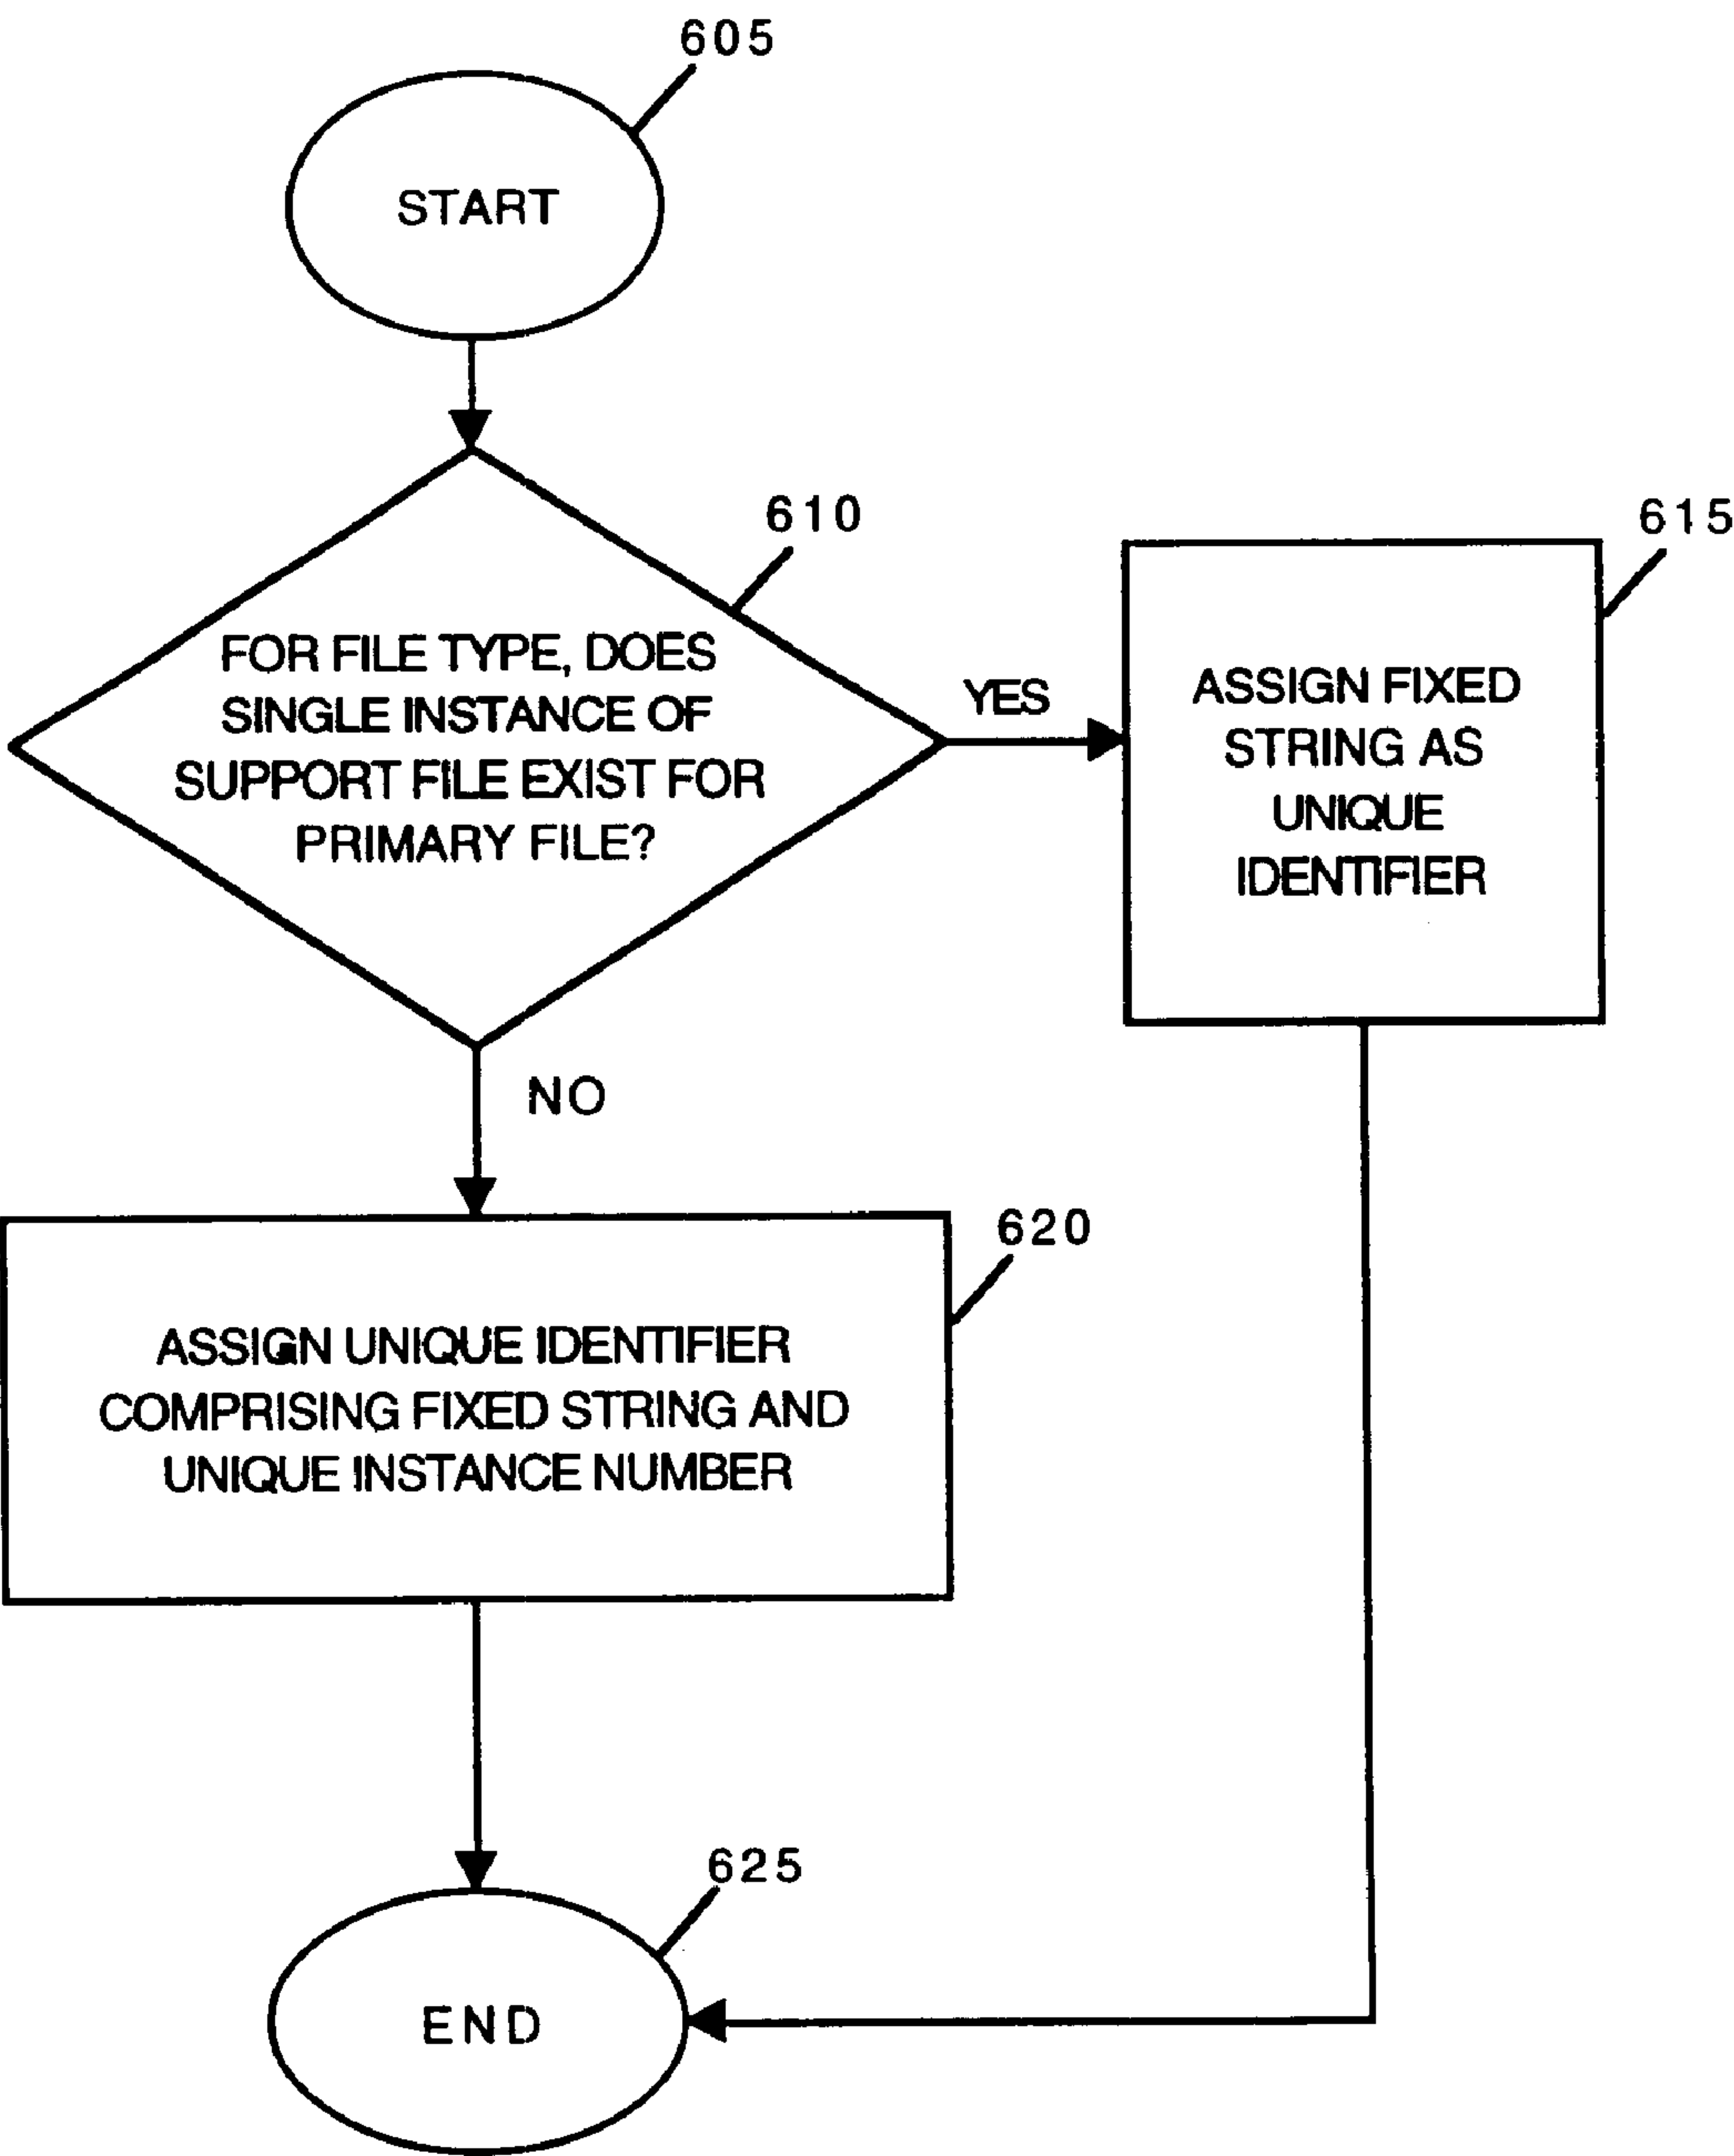 605
START
610
FOR FILE TYPE, DOES
SINGLE INSTANCE OF
SUPPORT FILE EXIST FOR
PRIMARY FILE?
YES
615
ASSIGN FIXED
STRING AS
UNIQUE
IDENTIFIER
NO
620
ASSIGN UNIQUE IDENTIFIER
COMPRISING FIXED STRING AND
UNIQUE INSTANCE NUMBER
625
END